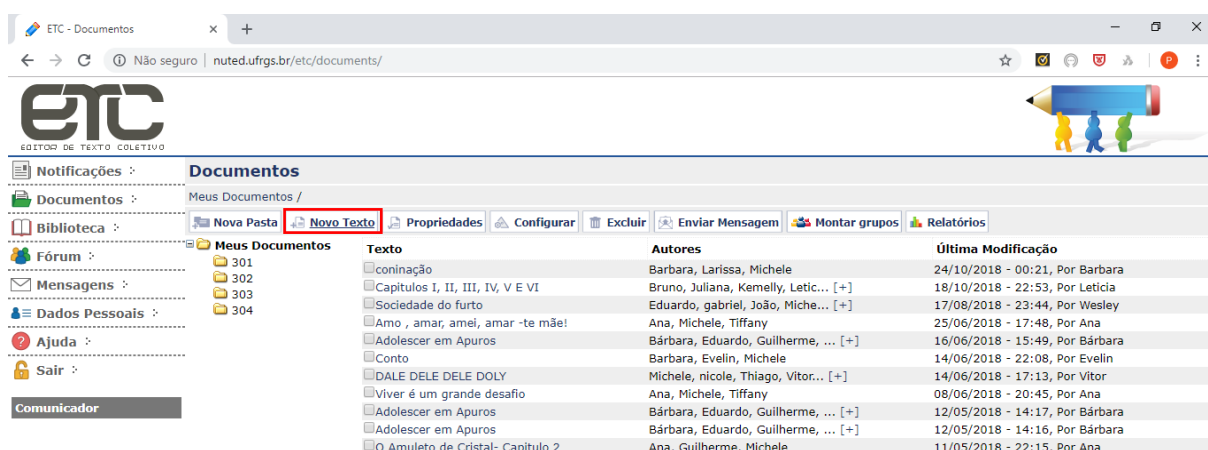 ETC - Documentos
Não seguro | nuted.ufrgs.br/etc/documents/
P
ETC
EDITOR DE TEXTO COLETIVO
Notificações
Documentos
Biblioteca
Fórum
Mensagens
Dados Pessoais
Ajuda
Sair
Comunicador
Documentos
Meus Documentos /
Nova Pasta Novo Texto Propriedades Configurar Excluir Enviar Mensagem Montar grupos Relatórios
Meus Documentos
301
302
303
304
Texto Autores Última Modificação
coninação Barbara, Larissa, Michele 24/10/2018 - 00:21, Por Barbara
Capitulos I, II, III, IV, V E VI Bruno, Juliana, Kemelly, Letic... [+] 18/10/2018 - 22:53, Por Leticia
Sociedade do furto Eduardo, gabriel, João, Miche... [+] 17/08/2018 - 23:44, Por Wesley
Amo , amar, amei, amar -te mãe! Ana, Michele, Tiffany 25/06/2018 - 17:48, Por Ana
Adolescer em Apuros Bárbara, Eduardo, Guilherme, ... [+] 16/06/2018 - 15:49, Por Bárbara
Conto Barbara, Evelin, Michele 14/06/2018 - 22:08, Por Evelin
DALE DELE DELE DOLY Michele, nicole, Thiago, Vitor... [+] 14/06/2018 - 17:13, Por Vitor
Viver é um grande desafio Ana, Michele, Tiffany 08/06/2018 - 20:45, Por Ana
Adolescer em Apuros Bárbara, Eduardo, Guilherme, ... [+] 12/05/2018 - 14:17, Por Bárbara
Adolescer em Apuros Bárbara, Eduardo, Guilherme, ... [+] 12/05/2018 - 14:16, Por Bárbara
O Amuleto de Cristal- Capitulo 2 Ana, Guilherme, Michele 11/05/2018 - 22:15, Por Ana